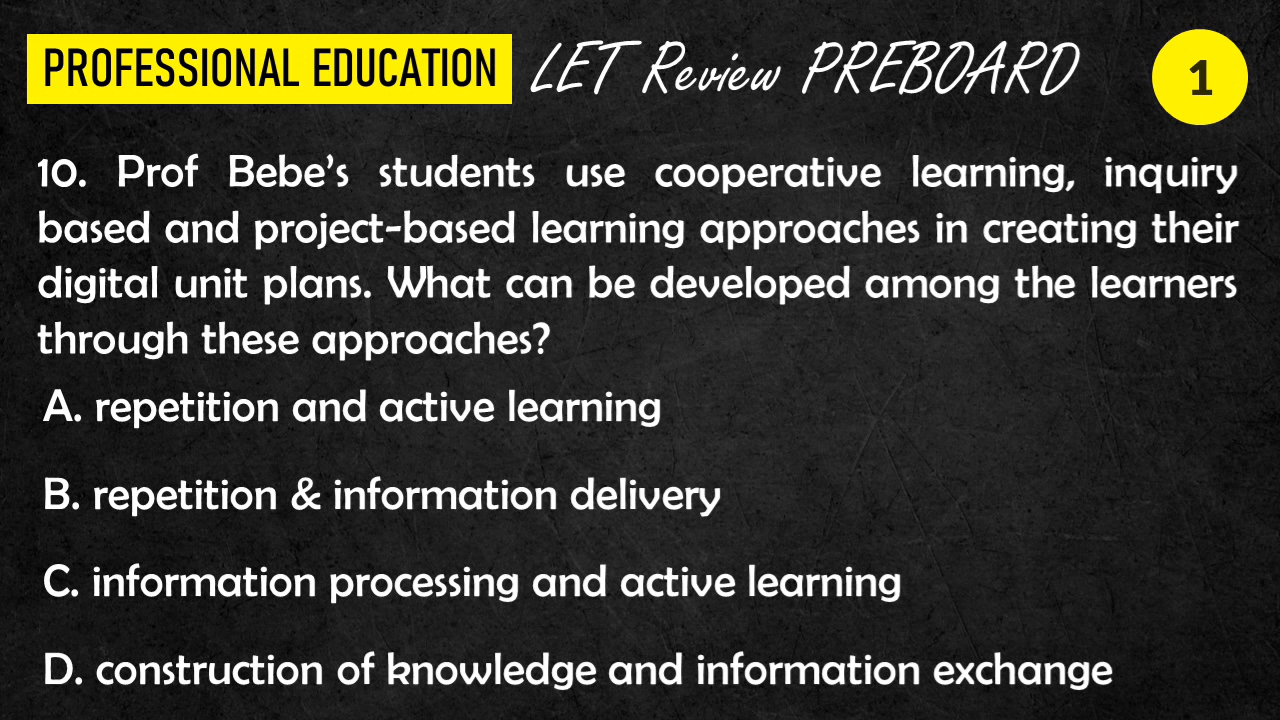 PROFESSIONAL EDUCATION LET Review PREBOARD 1
10. Prof Bebe’s students use cooperative learning, inquiry
based and project-based learning approaches in creating their
digital unit plans. What can be developed among the learners
through these approaches?
A. repetition and active learning
B. repetition & information delivery
C. information processing and active learning
D. construction of knowledge and information exchange